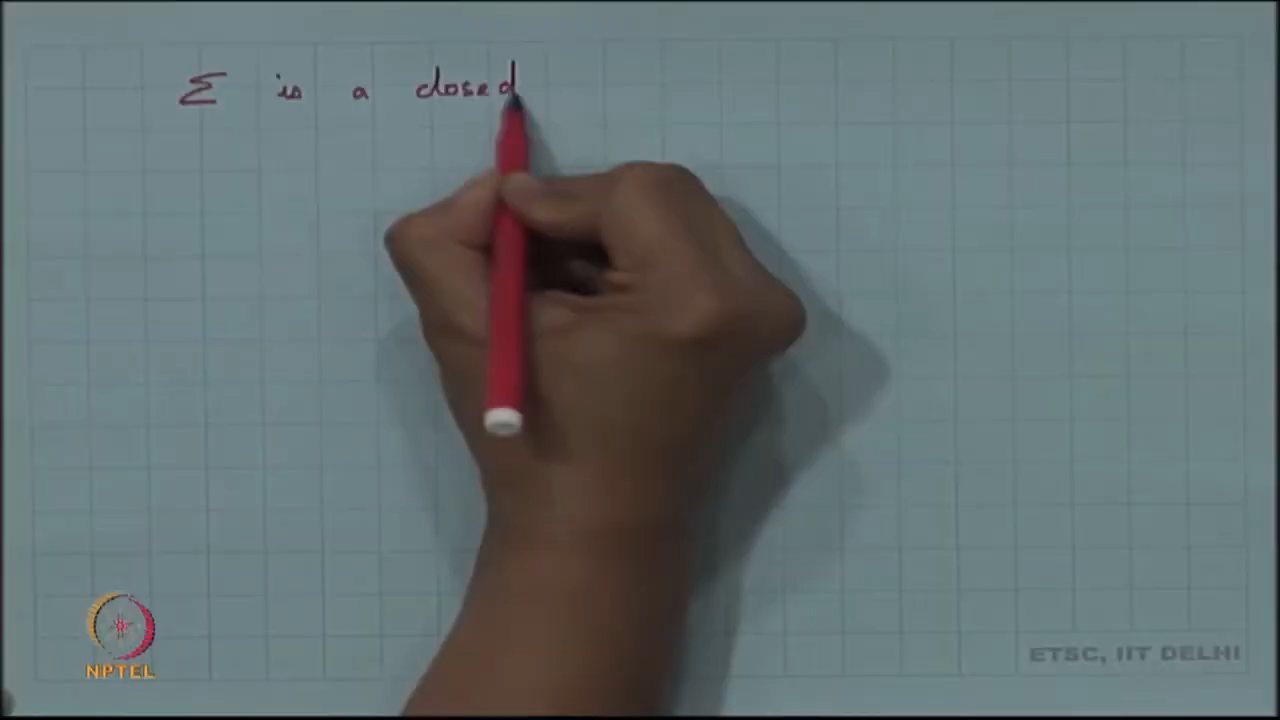 Σ is a closed
NPTEL
ETSC, IIT DELHI